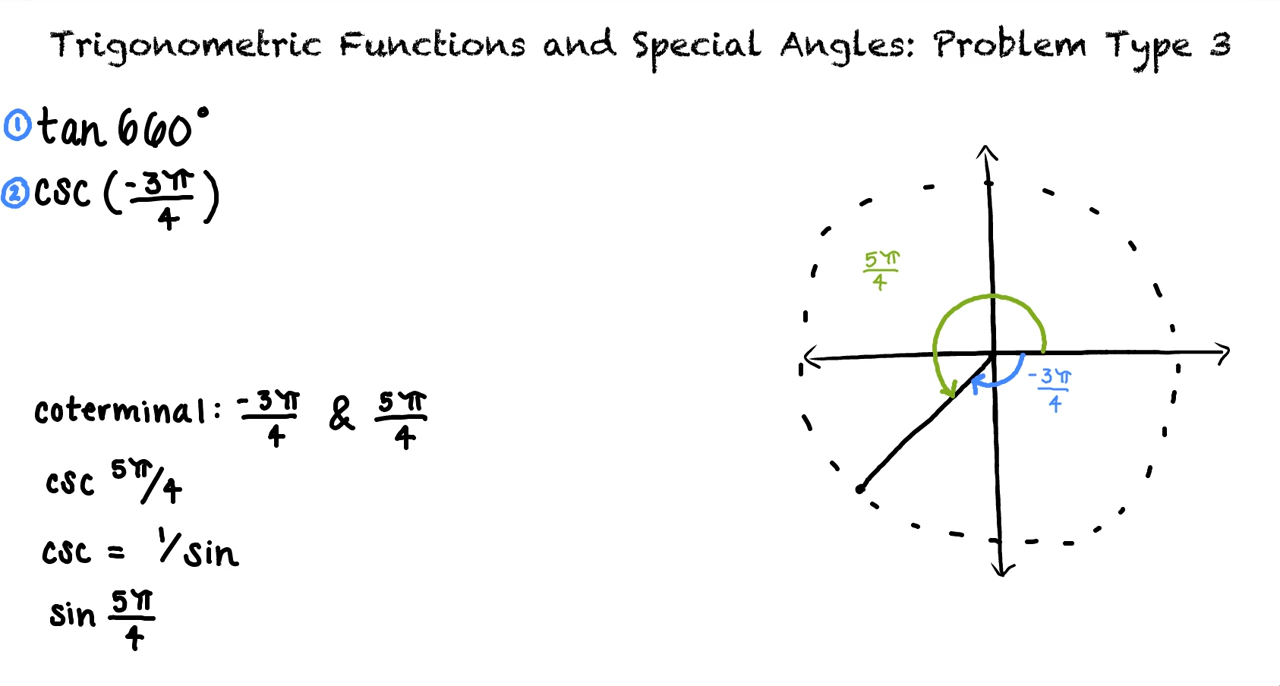 Trigonometric Functions and Special Angles: Problem Type 3
① tan 660°
② csc (-3π/4)
5π/4
-3π/4
coterminal: -3π/4 & 5π/4
csc 5π/4
csc = 1/sin
sin 5π/4